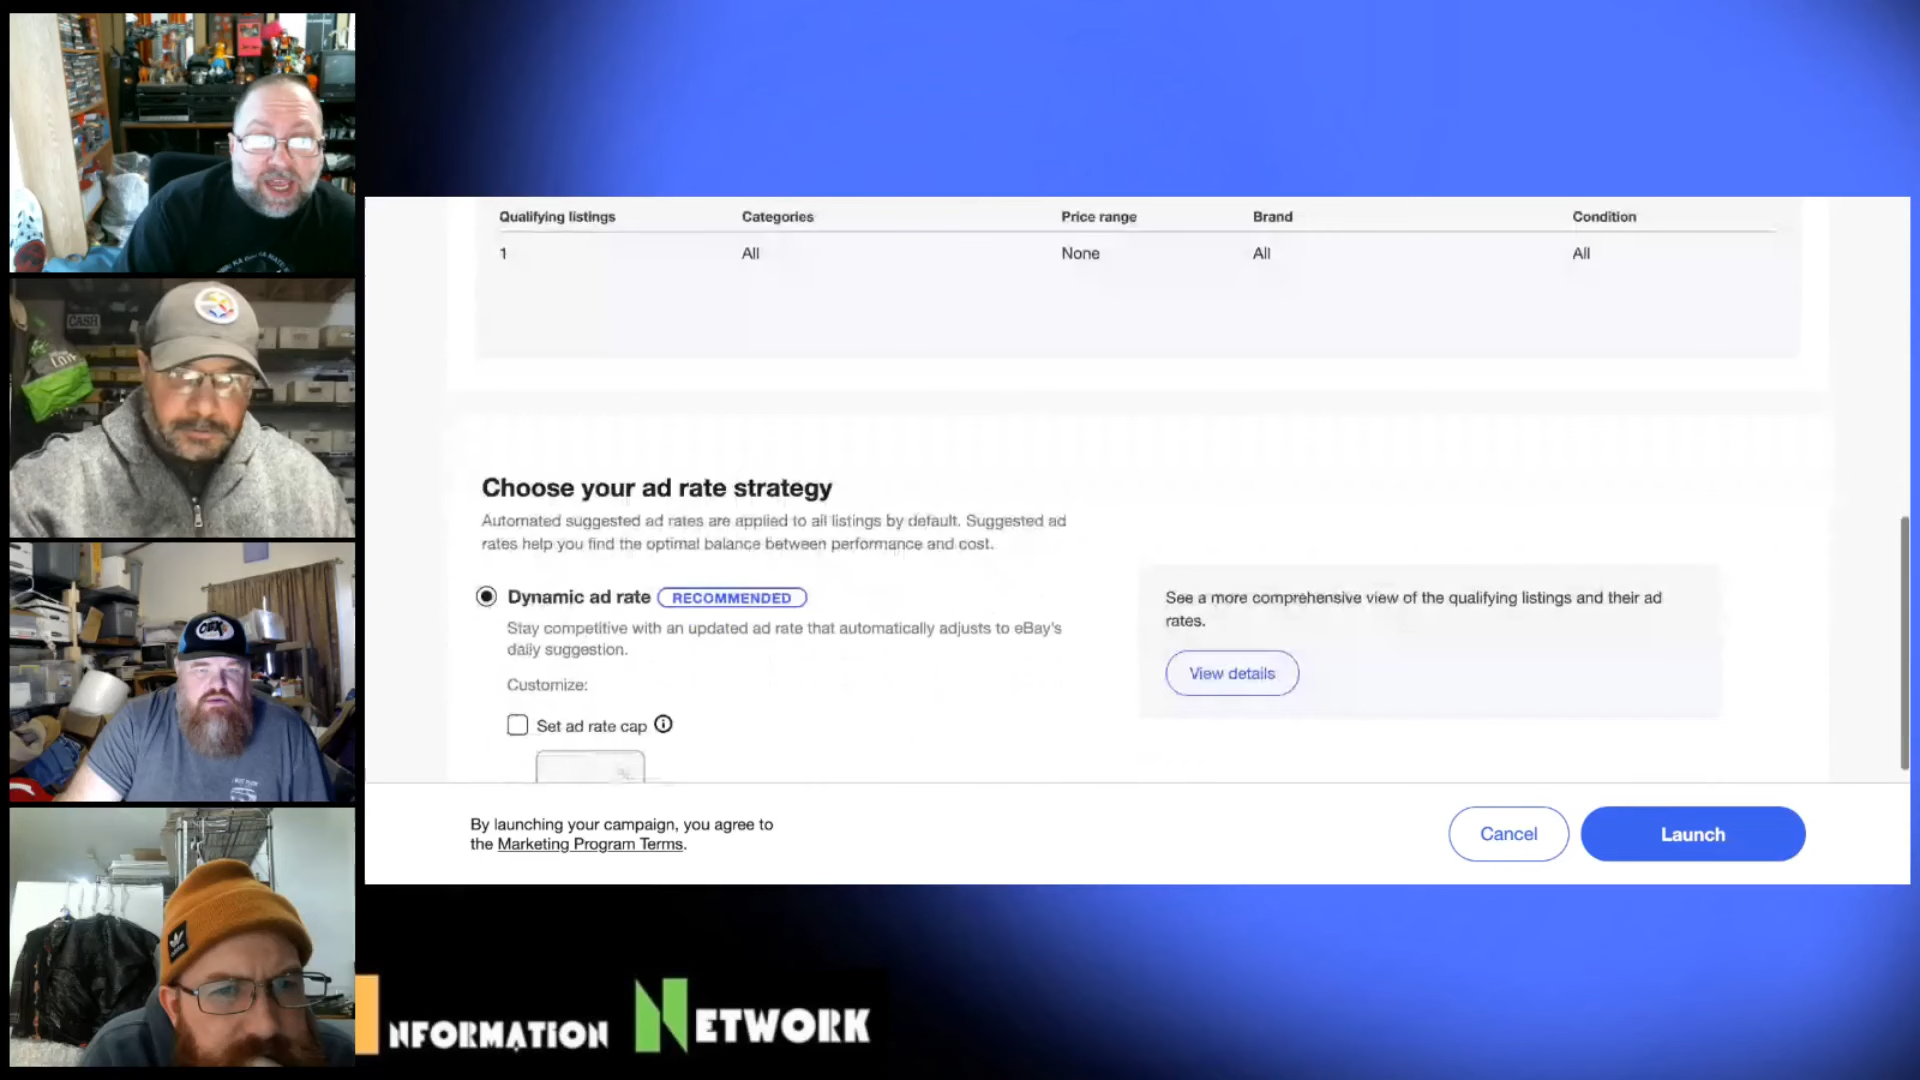 CASH
Qualifying listings Categories Price range Brand Condition
1 All None All All
Choose your ad rate strategy
Automated suggested ad rates are applied to all listings by default. Suggested ad
rates help you find the optimal balance between performance and cost.
Dynamic ad rate RECOMMENDED
Stay competitive with an updated ad rate that automatically adjusts to eBay's
daily suggestion.
Customize:
Set ad rate cap
See a more comprehensive view of the qualifying listings and their ad
rates.
View details
By launching your campaign, you agree to
the Marketing Program Terms.
Cancel
Launch
INFORMATION NETWORK